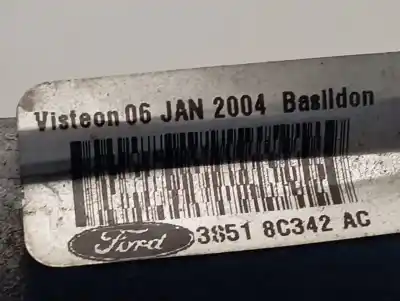 Visteon 06 JAN 2004 Basildon
Ford 3S51 8C342 AC